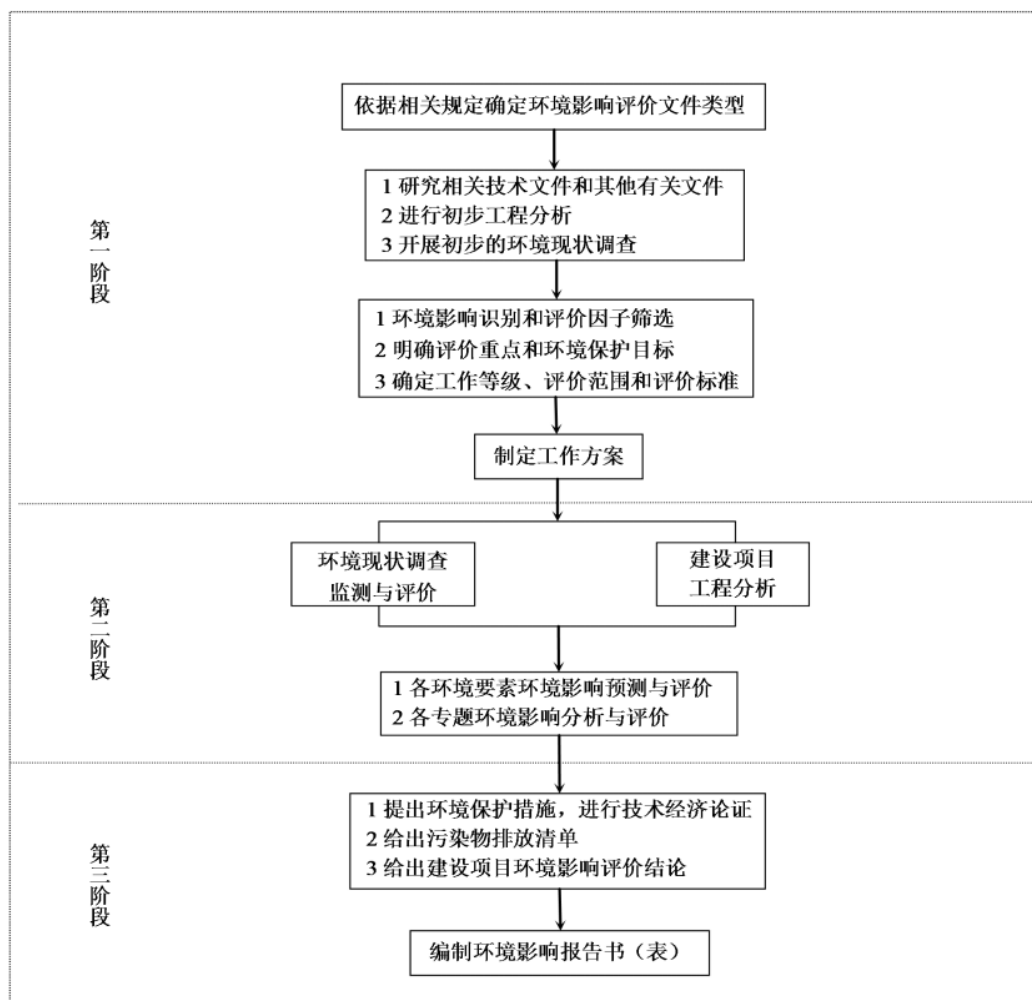 依据相关规定确定环境影响评价文件类型
1 研究相关技术文件和其他有关文件
2 进行初步工程分析
3 开展初步的环境现状调查
第一阶段
1 环境影响识别和评价因子筛选
2 明确评价重点和环境保护目标
3 确定工作等级、评价范围和评价标准
制定工作方案
环境现状调查
监测与评价
建设项目
工程分析
第二阶段
1 各环境要素环境影响预测与评价
2 各专题环境影响分析与评价
1 提出环境保护措施，进行技术经济论证
2 给出污染物排放清单
3 给出建设项目环境影响评价结论
第三阶段
编制环境影响报告书（表）